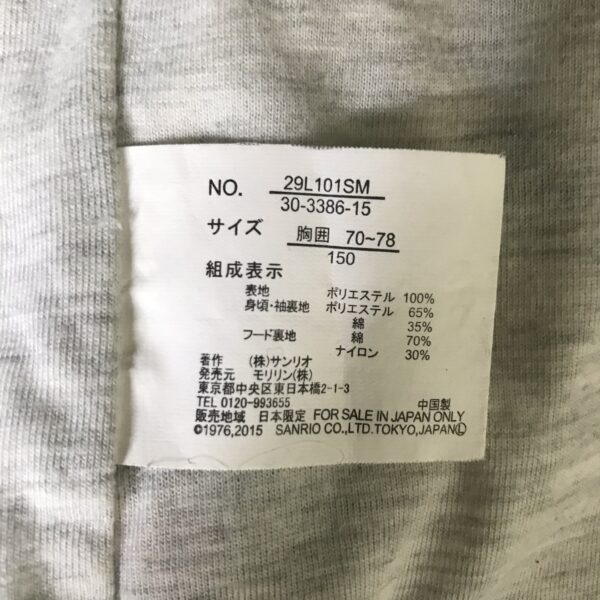 NO. 29L101SM
30-3386-15
サイズ 胸囲 70~78
150
組成表示
表地 ポリエステル 100%
身頃・袖裏地 ポリエステル 65%
綿 35%
フード裏地 綿 70%
ナイロン 30%
著作 (株)サンリオ
発売元 モリリン(株)
東京都中央区東日本橋2-1-3
TEL 0120-993655 中国製
販売地域 日本限定 FOR SALE IN JAPAN ONLY
©1976,2015 SANRIO CO.,LTD.TOKYO,JAPANⓁ